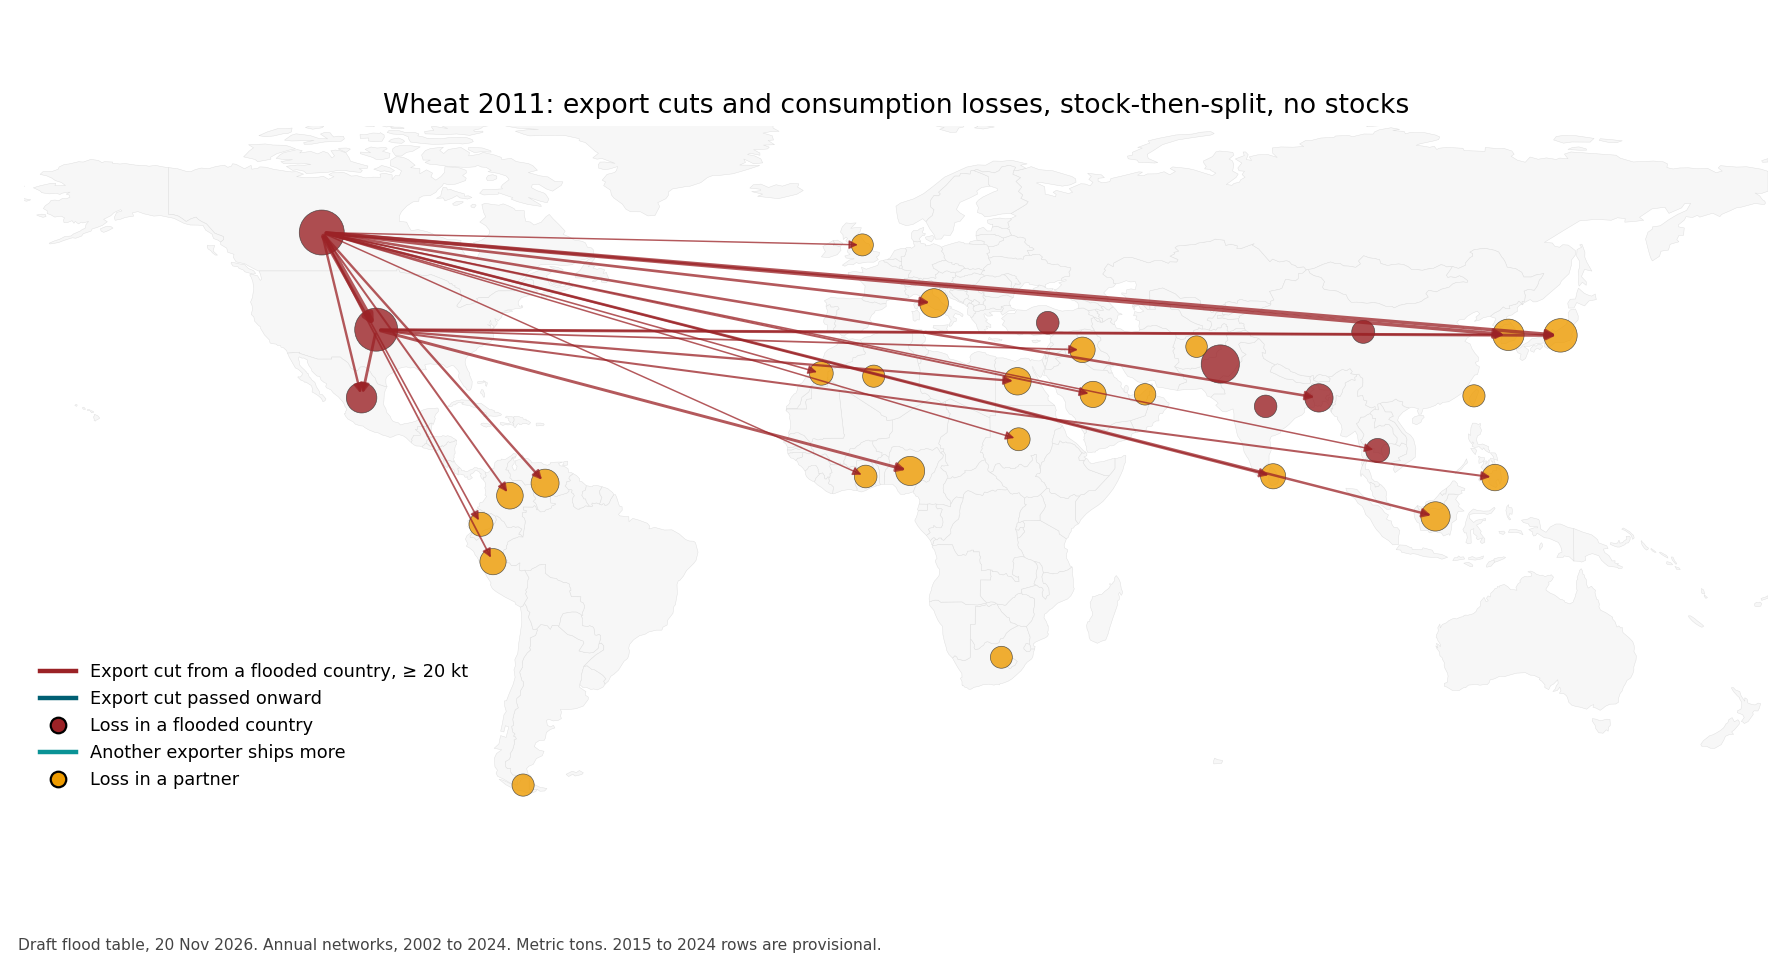 Wheat 2011: export cuts and consumption losses, stock-then-split, no stocks
Export cut from a flooded country, ≥ 20 kt
Export cut passed onward
Loss in a flooded country
Another exporter ships more
Loss in a partner
Draft flood table, 20 Nov 2026. Annual networks, 2002 to 2024. Metric tons. 2015 to 2024 rows are provisional.